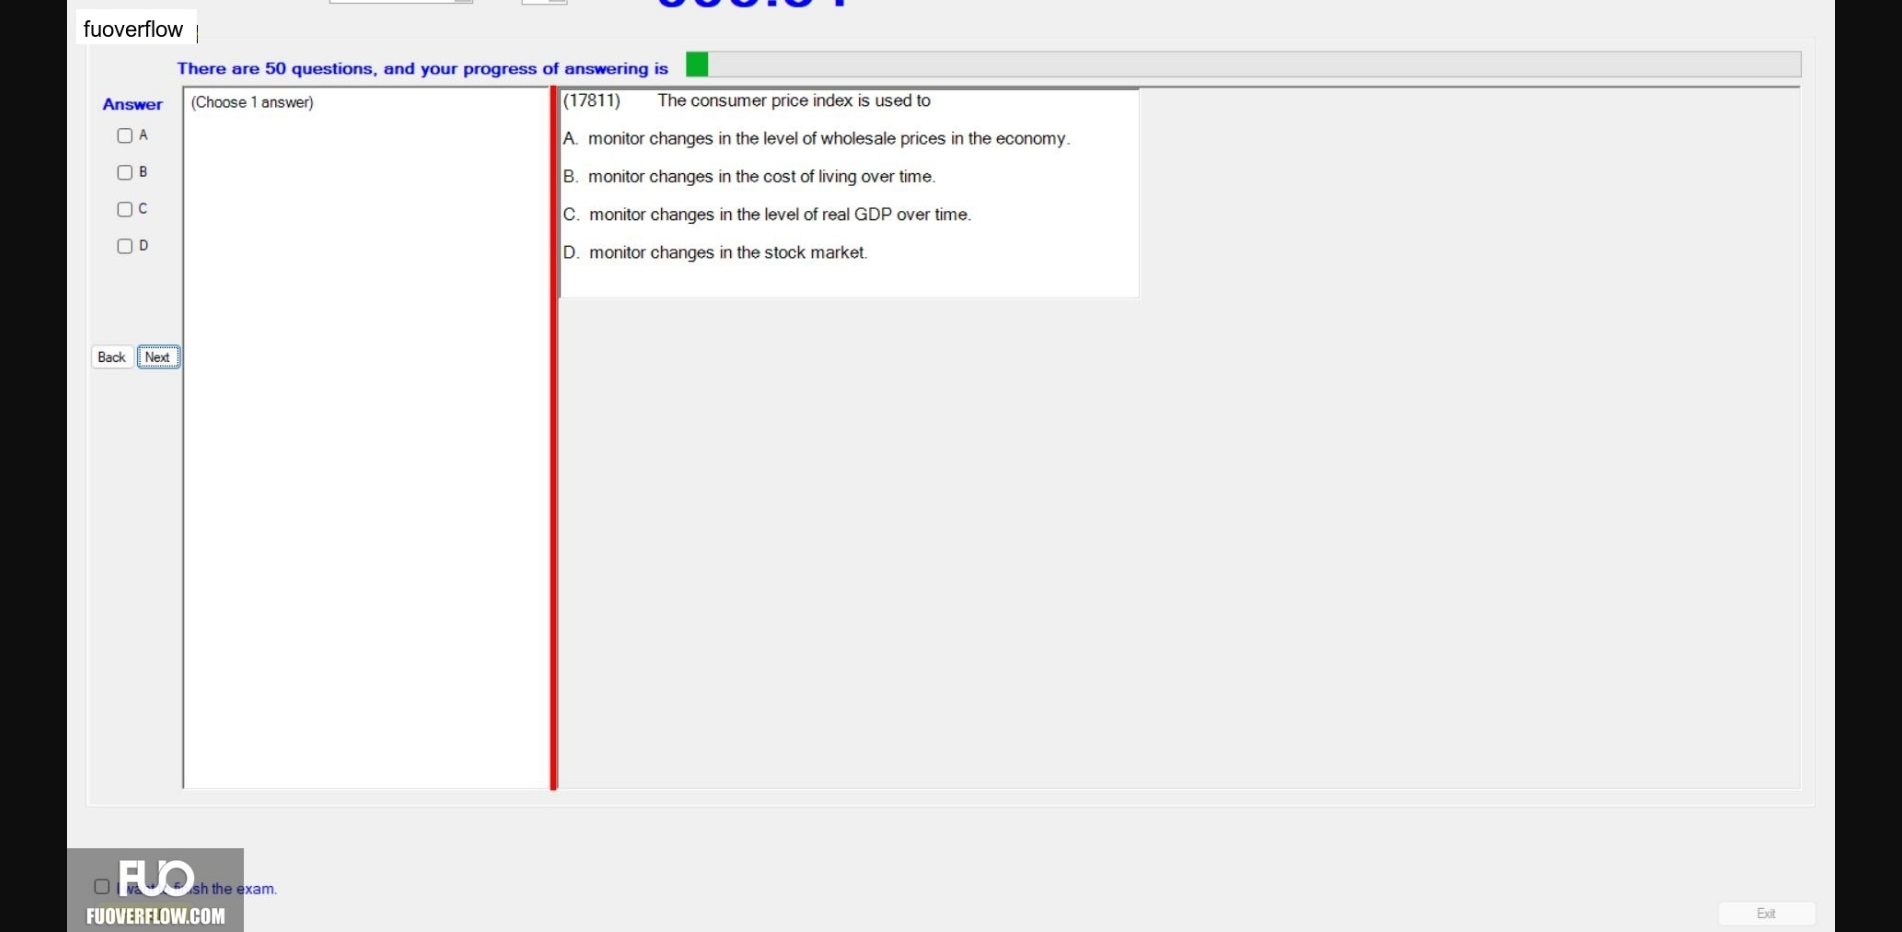 fuoverflow
There are 50 questions, and your progress of answering is
Answer
(Choose 1 answer)
A
B
C
D
Back
Next
(17811) The consumer price index is used to
A. monitor changes in the level of wholesale prices in the economy.
B. monitor changes in the cost of living over time.
C. monitor changes in the level of real GDP over time.
D. monitor changes in the stock market.
FUO
the exam.
FUOVERFLOW.COM
Exit